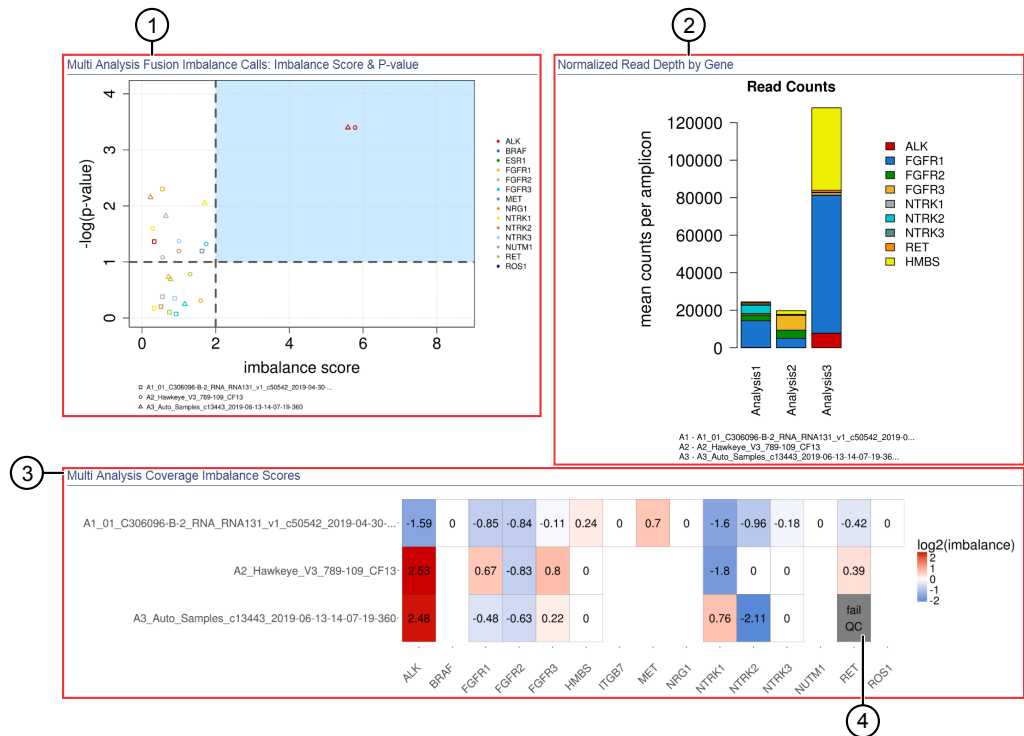 1
2
Multi Analysis Fusion Imbalance Calls: Imbalance Score & P-value
4
3
2
1
0
-log(p-value)
0 2 4 6 8
imbalance score
ALK
BRAF
ESR1
FGFR1
FGFR2
FGFR3
MET
NRG1
NTRK1
NTRK2
NTRK3
NUTM1
RET
ROS1
A1_01_C306096-B-2_RNA_RNA131_v1_c50542_2019-04-30-...
A2_Hawkeye_V3_789-109_CF13
A3_Auto_Samples_c13443_2019-06-13-14-07-19-360
Normalized Read Depth by Gene
Read Counts
120000
100000
80000
60000
40000
20000
0
mean counts per amplicon
Analysis1
Analysis2
Analysis3
ALK
FGFR1
FGFR2
FGFR3
NTRK1
NTRK2
NTRK3
RET
HMBS
A1 - A1_01_C306096-B-2_RNA_RNA131_v1_c50542_2019-0...
A2 - A2_Hawkeye_V3_789-109_CF13
A3 - A3_Auto_Samples_c13443_2019-06-13-14-07-19-36...
3
Multi Analysis Coverage Imbalance Scores
A1_01_C306096-B-2_RNA_RNA131_v1_c50542_2019-04-30-... -1.59 0 -0.85 -0.84 -0.11 0.24 0 0.7 0 -1.6 -0.96 -0.18 0 -0.42 0
A2_Hawkeye_V3_789-109_CF13 2.53 0.67 -0.83 0.8 0 -1.8 0 0 0.39
A3_Auto_Samples_c13443_2019-06-13-14-07-19-360 2.48 -0.48 -0.63 0.22 0 0.76 -2.11 0 fail QC
ALK BRAF FGFR1 FGFR2 FGFR3 HMBS ITGB7 MET NRG1 NTRK1 NTRK2 NTRK3 NUTM1 RET ROS1
log2(imbalance)
2
1
0
-1
-2
4